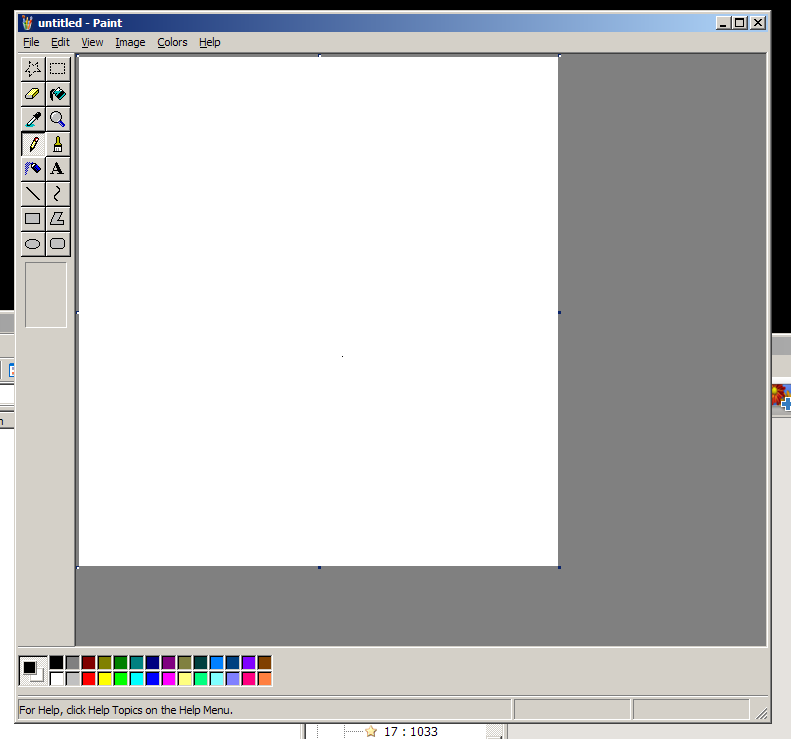 untitled - Paint
File Edit View Image Colors Help
A
For Help, click Help Topics on the Help Menu.
17 : 1033